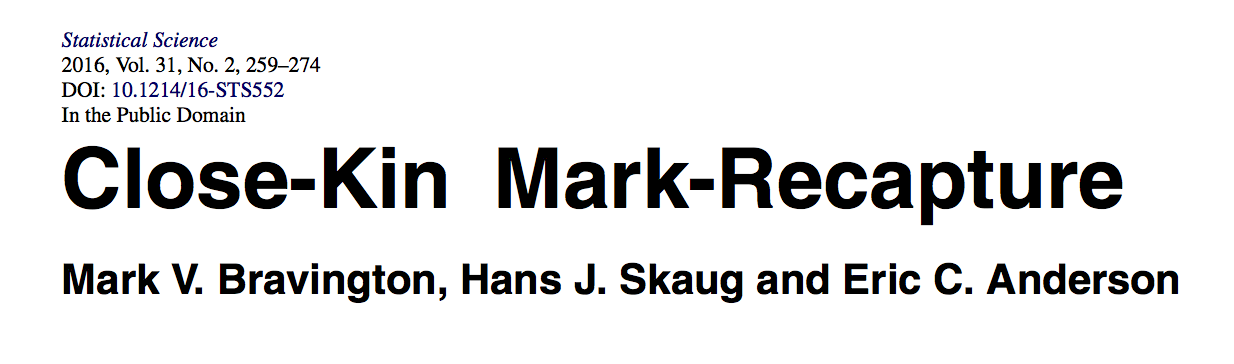 Statistical Science
2016, Vol. 31, No. 2, 259–274
DOI: 10.1214/16-STS552
In the Public Domain
Close-Kin Mark-Recapture
Mark V. Bravington, Hans J. Skaug and Eric C. Anderson